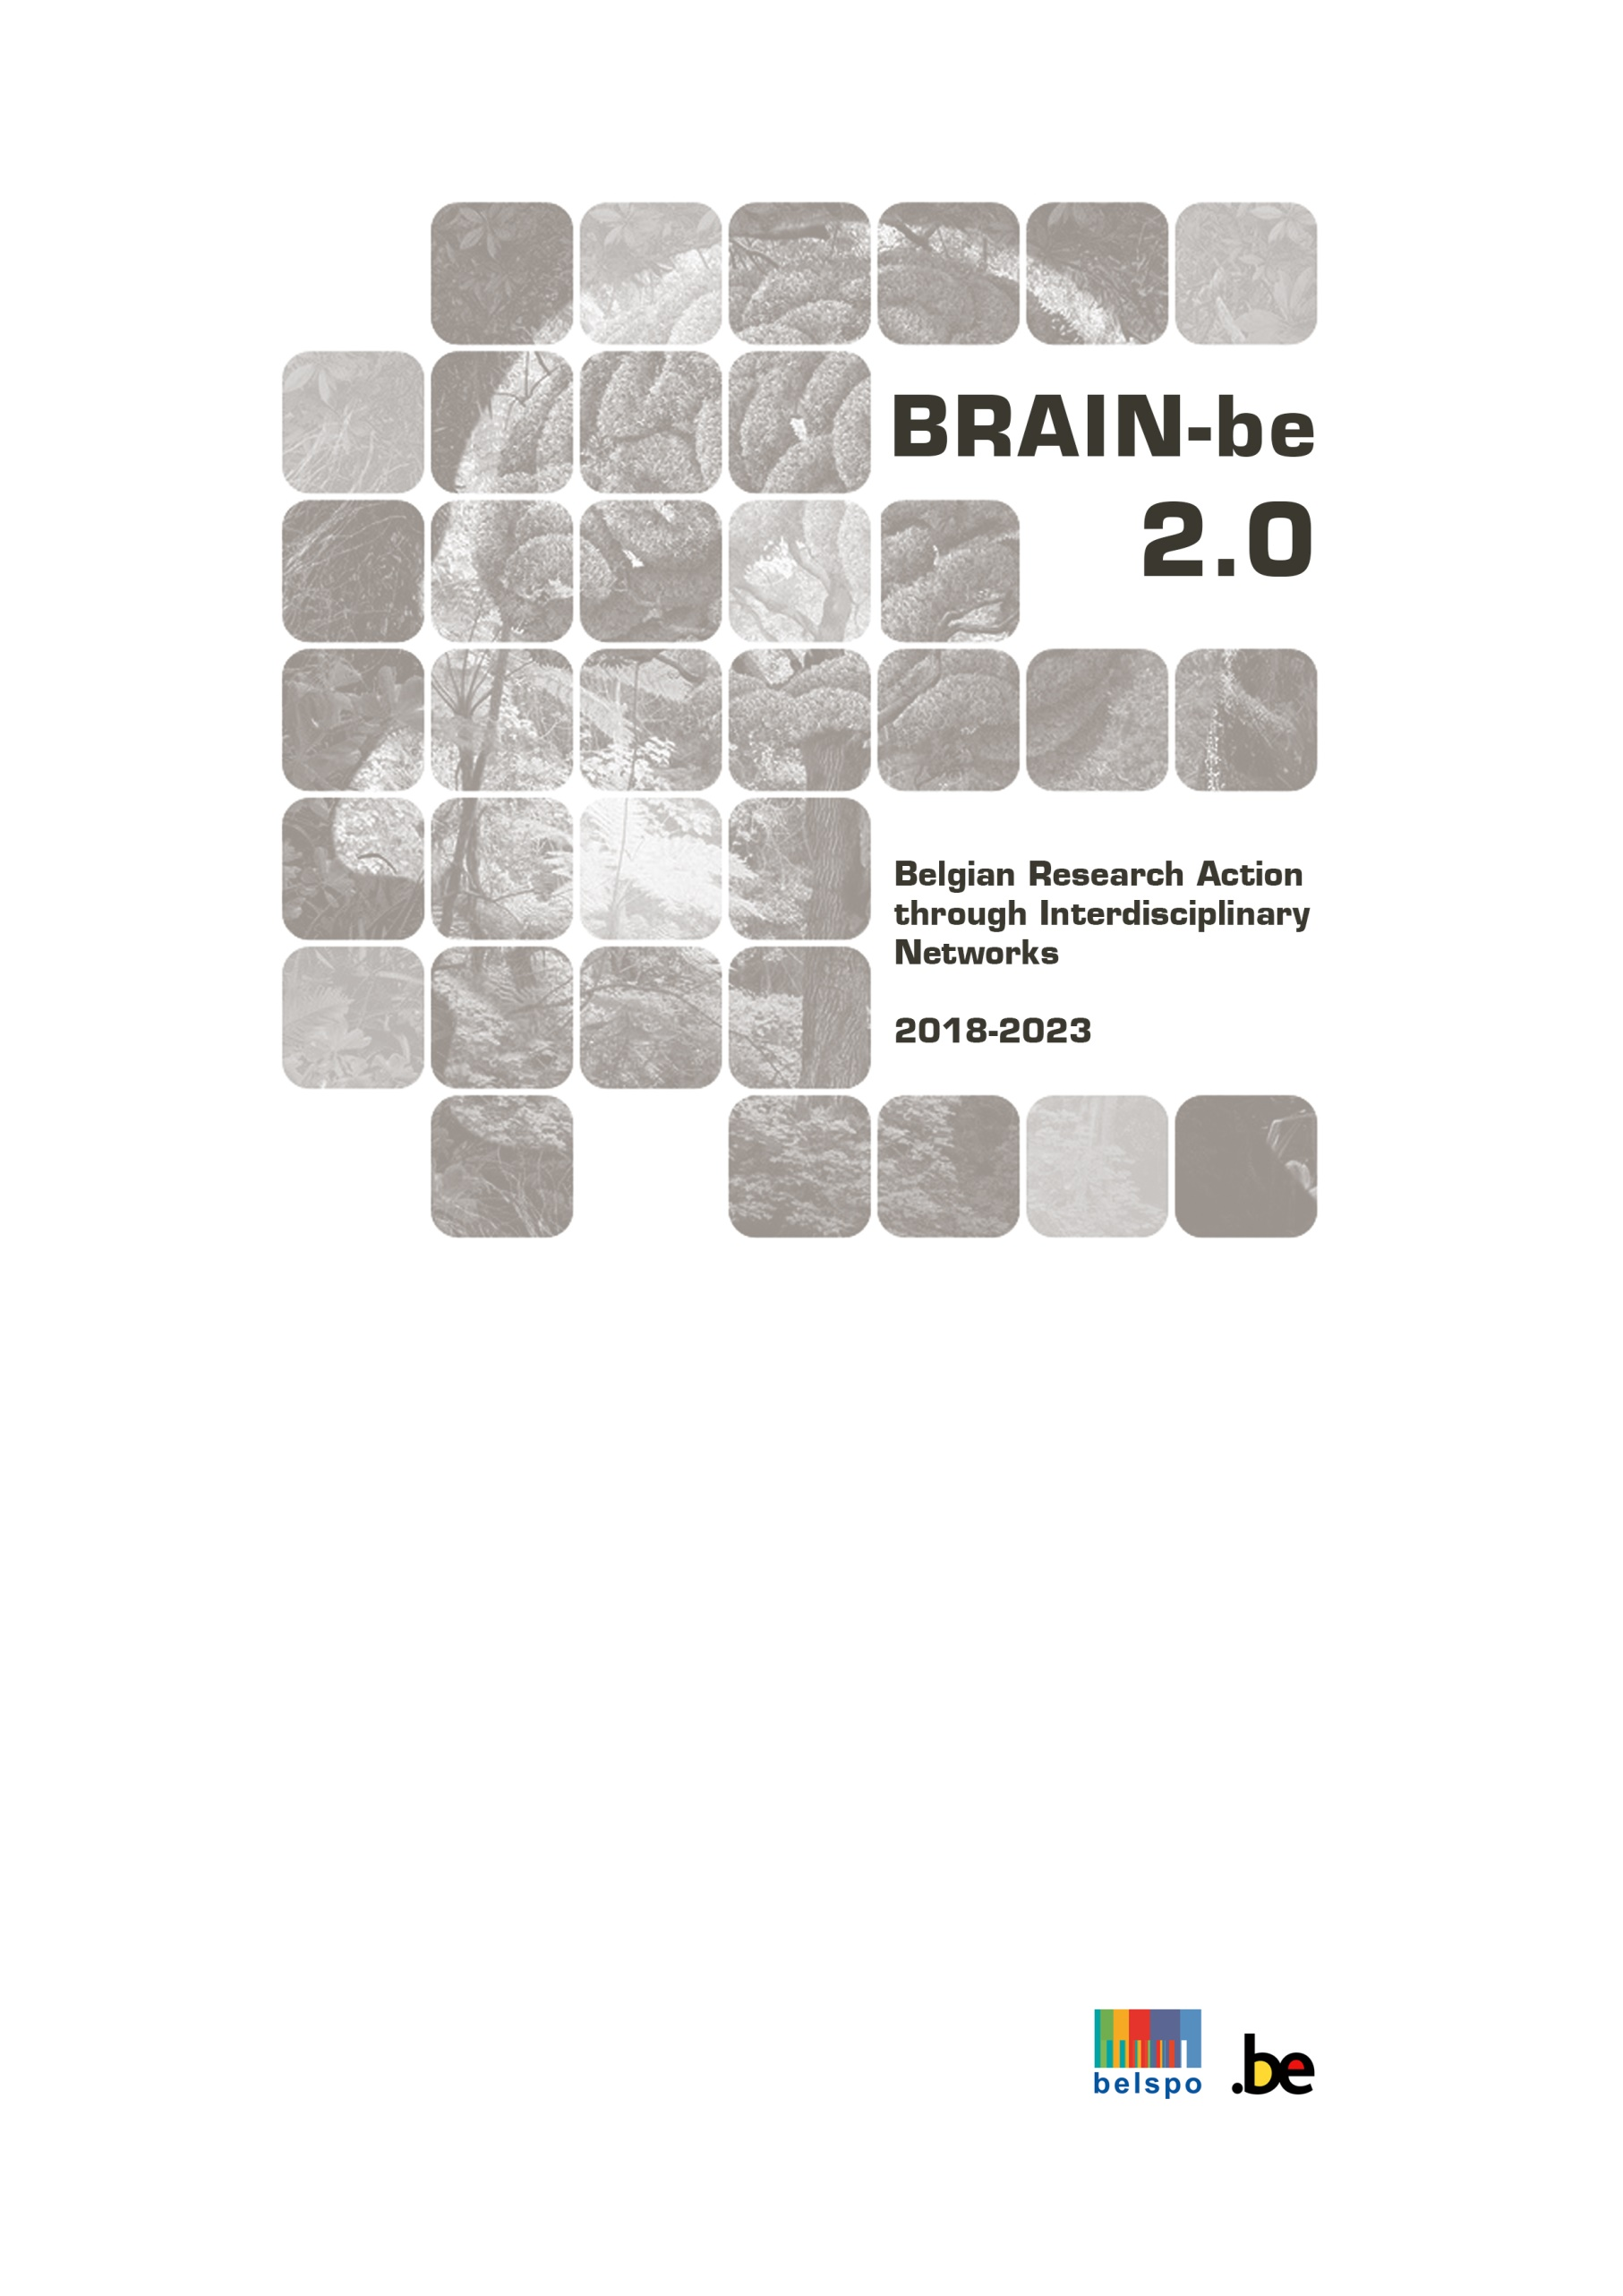 BRAIN-be
2.0
Belgian Research Action
through Interdisciplinary
Networks
2018-2023
belspo
.be